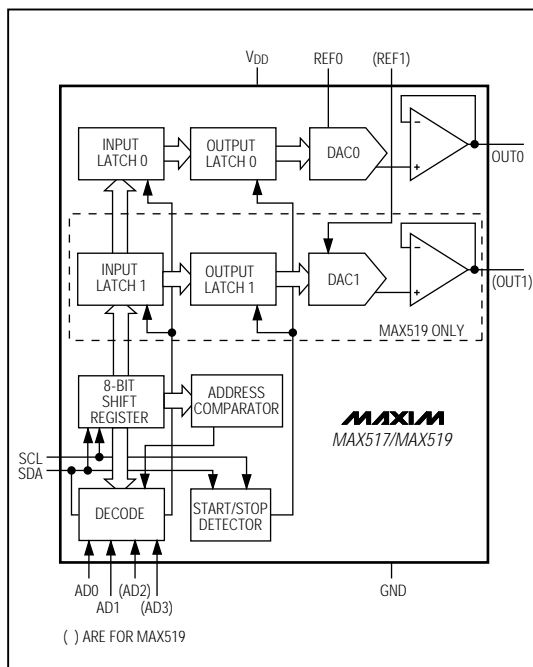 VDD
REF0
(REF1)
INPUT
LATCH 0
OUTPUT
LATCH 0
DAC0
−
+
OUT0
INPUT
LATCH 1
OUTPUT
LATCH 1
DAC1
−
+
(OUT1)
MAX519 ONLY
8-BIT
SHIFT
REGISTER
ADDRESS
COMPARATOR
MAXIM
MAX517/MAX519
SCL
SDA
DECODE
START/STOP
DETECTOR
AD0
AD1
(AD2)
(AD3)
GND
( ) ARE FOR MAX519